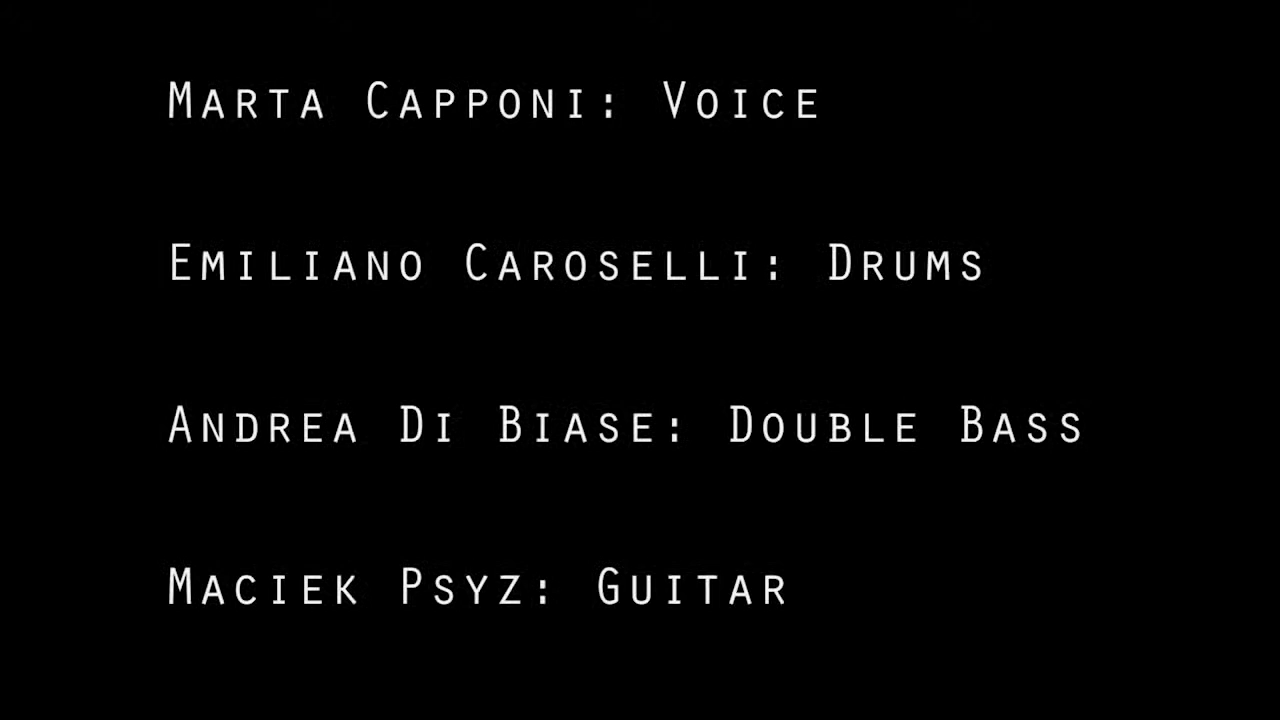 Marta Capponi: Voice
Emiliano Caroselli: Drums
Andrea Di Biase: Double Bass
Maciek Psyz: Guitar